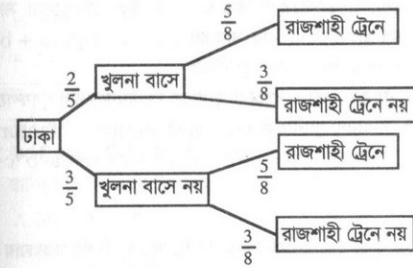 5/8
রাজশাহী ট্রেনে
2/5
খুলনা বাসে
3/8
রাজশাহী ট্রেনে নয়
ঢাকা
রাজশাহী ট্রেনে
3/5
খুলনা বাসে নয়
5/8
3/8
রাজশাহী ট্রেনে নয়